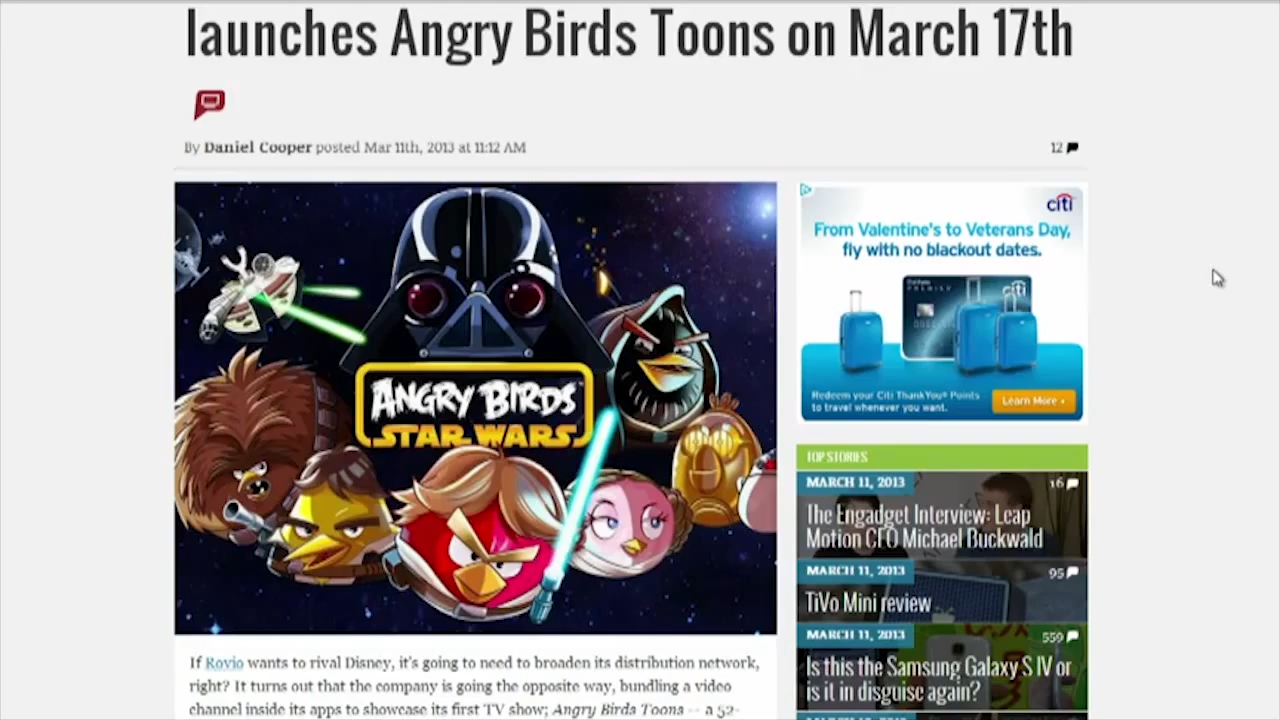 launches Angry Birds Toons on March 17th
By Daniel Cooper posted Mar 11th, 2013 at 11:12 AM
12
ANGRY BIRDS
STAR WARS
If Rovio wants to rival Disney, it's going to need to broaden its distribution network,
right? It turns out that the company is going the opposite way, bundling a video
channel inside its apps to showcase its first TV show; Angry Birds Toons -- a 52-
citi
From Valentine's to Veterans Day,
fly with no blackout dates.
citi
Redeem your Citi ThankYou® Points
to travel whenever you want.
Learn More
TOP STORIES
MARCH 11, 2013
16
The Engadget Interview: Leap
Motion CEO Michael Buckwald
MARCH 11, 2013
95
TiVo Mini review
MARCH 11, 2013
559
Is this the Samsung Galaxy S IV or
is it in disguise again?